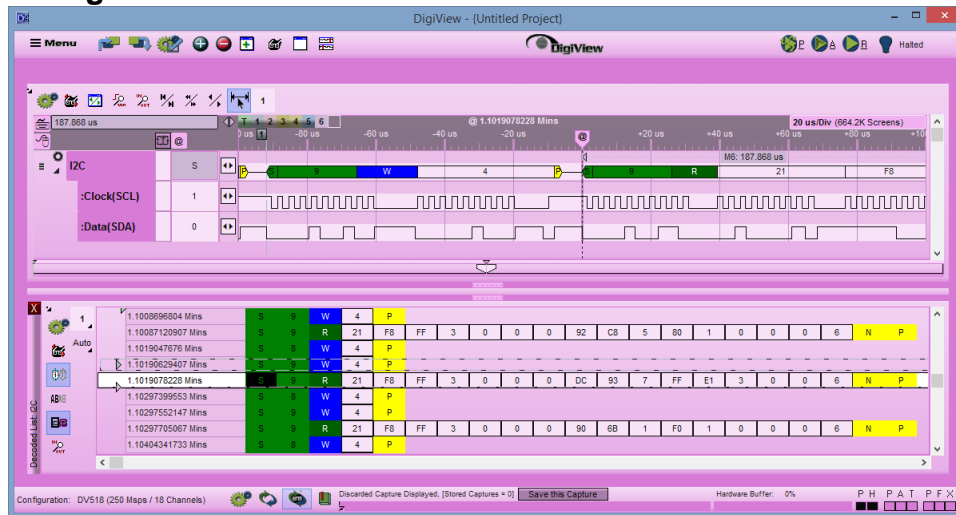 DigiView - {Untitled Project}
Menu DigiView P A R Halted
1
187.868 us T 1 2 3 4 5 6 @ 1.1019078228 Mins 20 us/Div (664.2K Screens)
@ 0 us 1 -80 us -60 us -40 us -20 us @ +20 us +40 us +60 us +80 us +10
M6: 187.868 us
I2C S P S 9 W 4 P S 9 R 21 F8
:Clock(SCL) 1
:Data(SDA) 0
X
1
Auto
Decoded List: I2C
1.1008696804 Mins S 9 W 4 P
1.10087120907 Mins S 9 R 21 F8 FF 3 0 0 0 92 C8 5 80 1 0 0 0 6 N P
1.1019047676 Mins S 8 W 4 P
1.10190629407 Mins S 9 W 4 P
1.1019078228 Mins S 9 R 21 F8 FF 3 0 0 0 DC 93 7 FF E1 3 0 0 6 N P
1.10297399553 Mins S 8 W 4 P
1.10297552147 Mins S 9 W 4 P
1.10297705067 Mins S 9 R 21 F8 FF 3 0 0 0 90 6B 1 F0 1 0 0 0 6 N P
1.10404341733 Mins S 8 W 4 P
Configuration: DV518 (250 Msps / 18 Channels) Discarded Capture Displayed, [Stored Captures = 0] Save this Capture Hardware Buffer: 0% P H P A T P F X